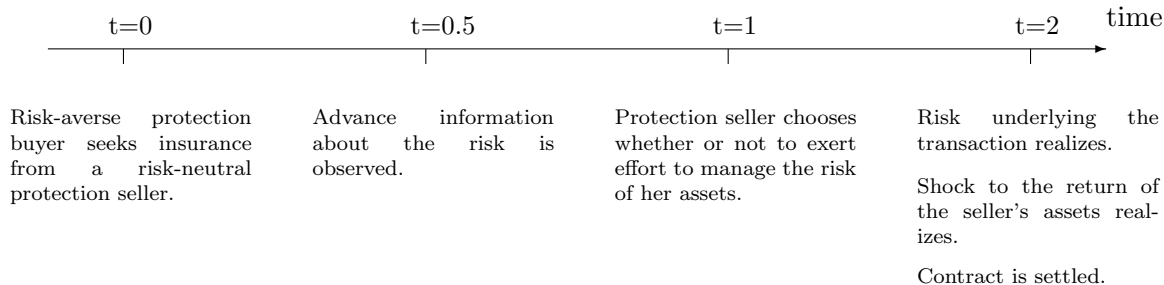 time
t=0
t=0.5
t=1
t=2
Risk-averse protection
buyer seeks insurance
from a risk-neutral
protection seller.
Advance information
about the risk is
observed.
Protection seller chooses
whether or not to exert
effort to manage the risk
of her assets.
Risk underlying the
transaction realizes.
Shock to the return of
the seller's assets real-
izes.
Contract is settled.